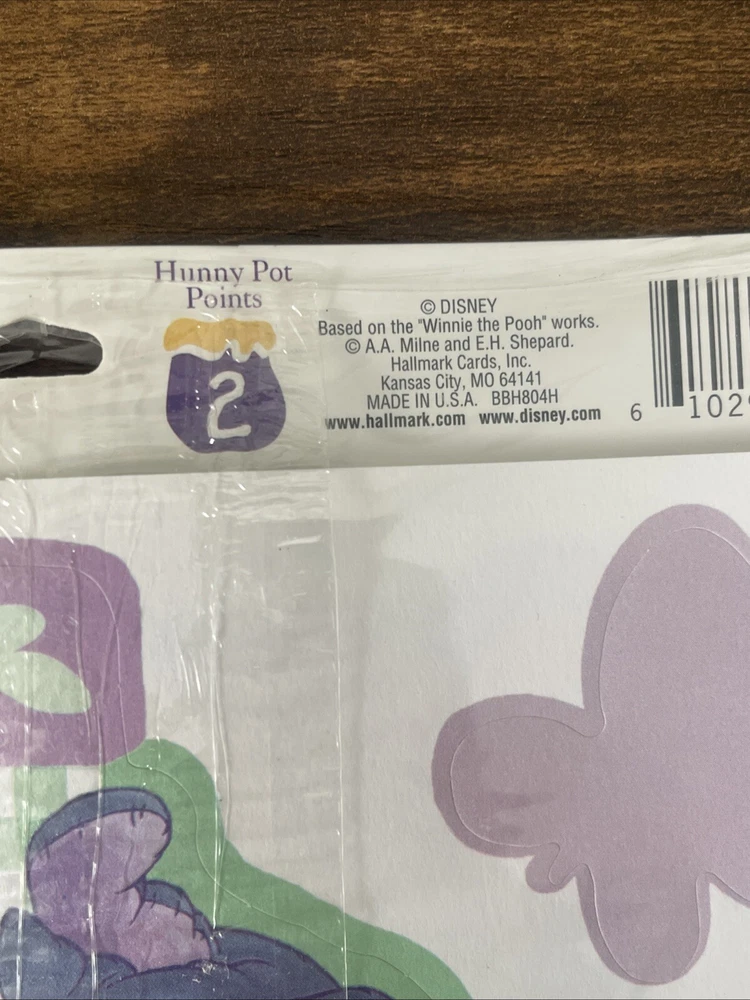 Hunny Pot
Points
2
© DISNEY
Based on the "Winnie the Pooh" works.
© A.A. Milne and E.H. Shepard.
Hallmark Cards, Inc.
Kansas City, MO 64141
MADE IN U.S.A. BBH804H
www.hallmark.com www.disney.com
6 102